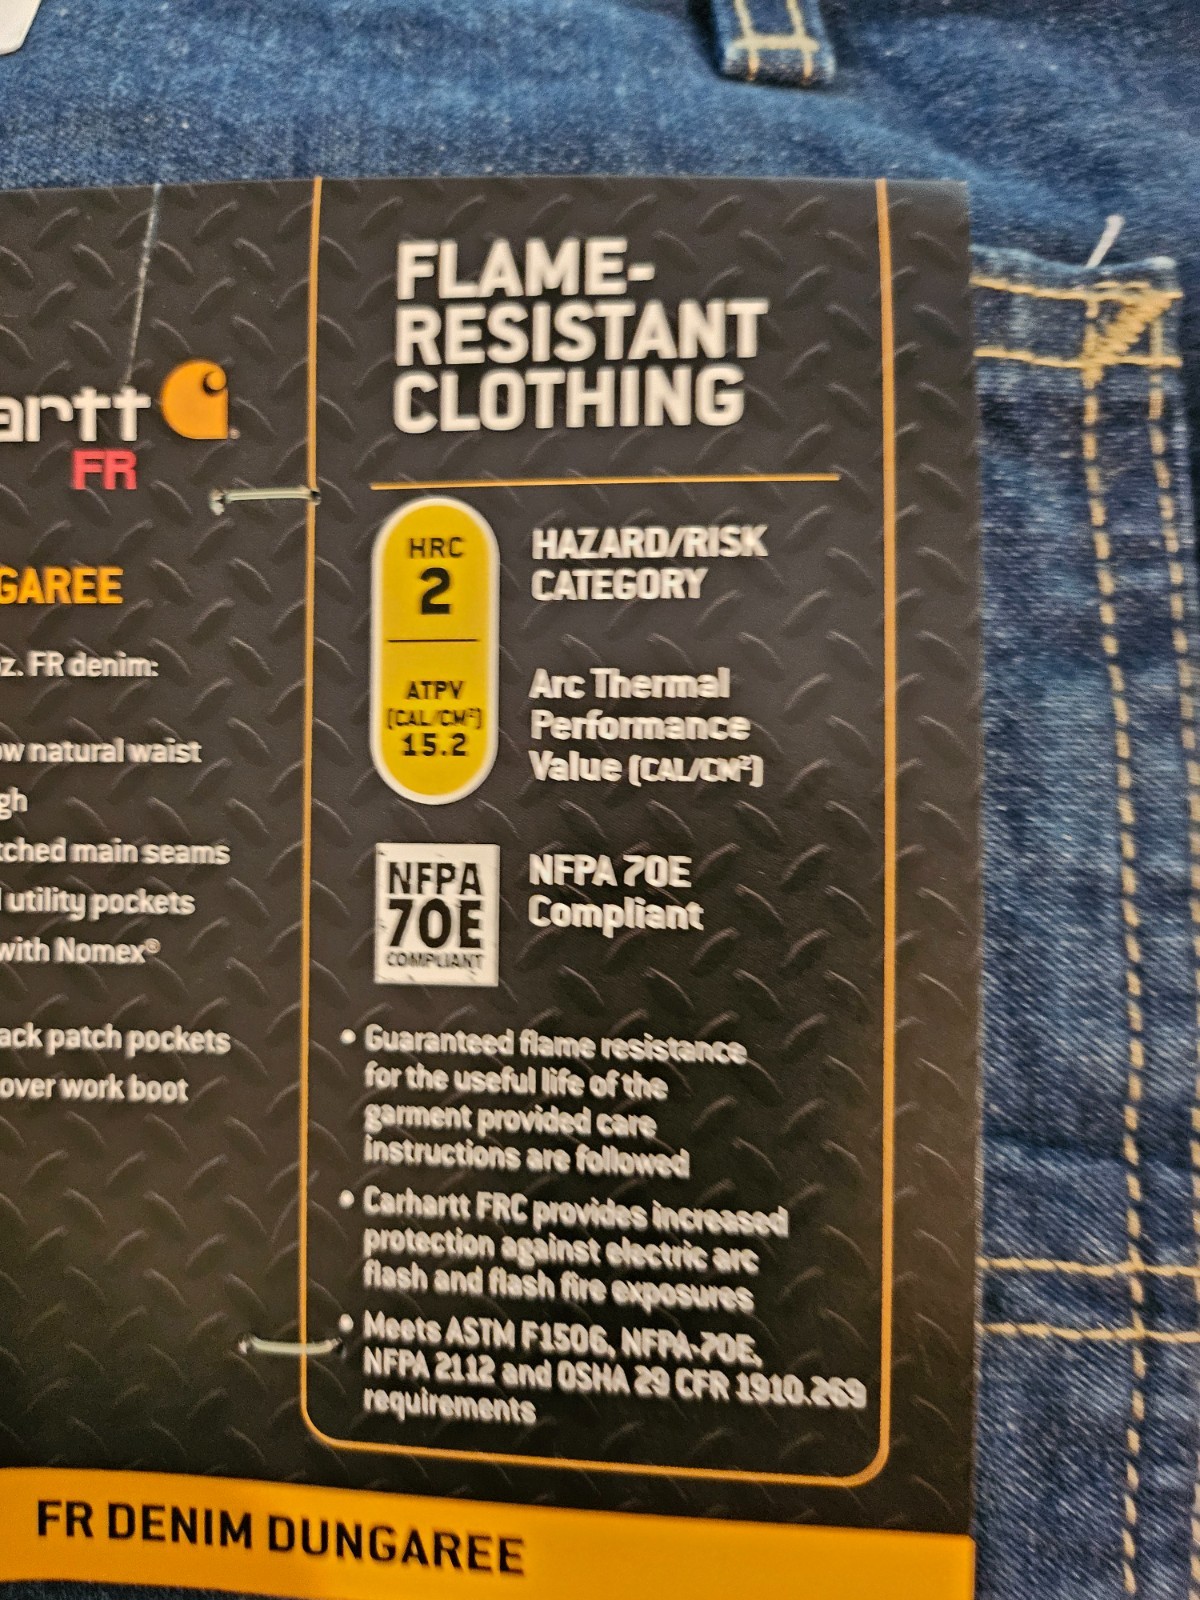 FR
GAREE
FR denim:
natural waist
main seams
utility pockets
with Nomex®
patch pockets
over work boot
FLAME-
RESISTANT
CLOTHING
HRC
2
HAZARD/RISK
CATEGORY
ATPV
(CAL/CM²)
15.2
Arc Thermal
Performance
Value (CAL/CM²)
NFPA
70E
COMPLIANT
NFPA 70E
Compliant
• Guaranteed flame resistance
for the useful life of the
garment provided care
instructions are followed
• Carhartt FRC provides increased
protection against electric arc
flash and flash fire exposures
• Meets ASTM F1506, NFPA-70E,
NFPA 2112 and OSHA 29 CFR 1910.269
requirements
FR DENIM DUNGAREE